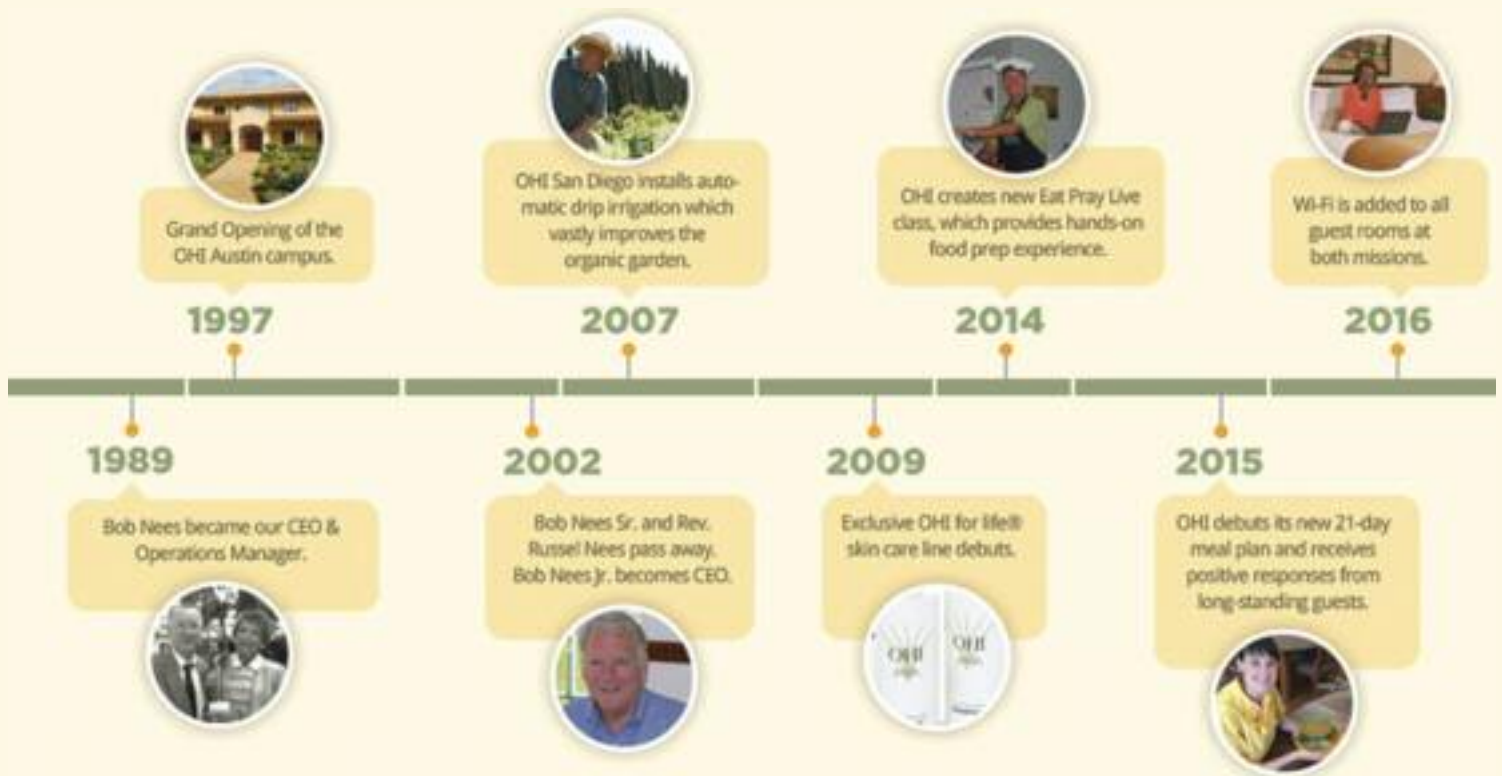 Grand Opening of the
OHI Austin campus.
1997
OHI San Diego installs auto-
matic drip irrigation which
vastly improves the
organic garden.
2007
OHI creates new Eat Pray Live
class, which provides hands-on
food prep experience.
2014
Wi-Fi is added to all
guest rooms at
both missions.
2016
1989
Bob Nees became our CEO &
Operations Manager.
2002
Bob Nees Sr. and Rev.
Russel Nees pass away.
Bob Nees Jr. becomes CEO.
2009
Exclusive OHI for life®
skin care line debuts.
OHI
OHI
2015
OHI debuts its new 21-day
meal plan and receives
positive responses from
long-standing guests.